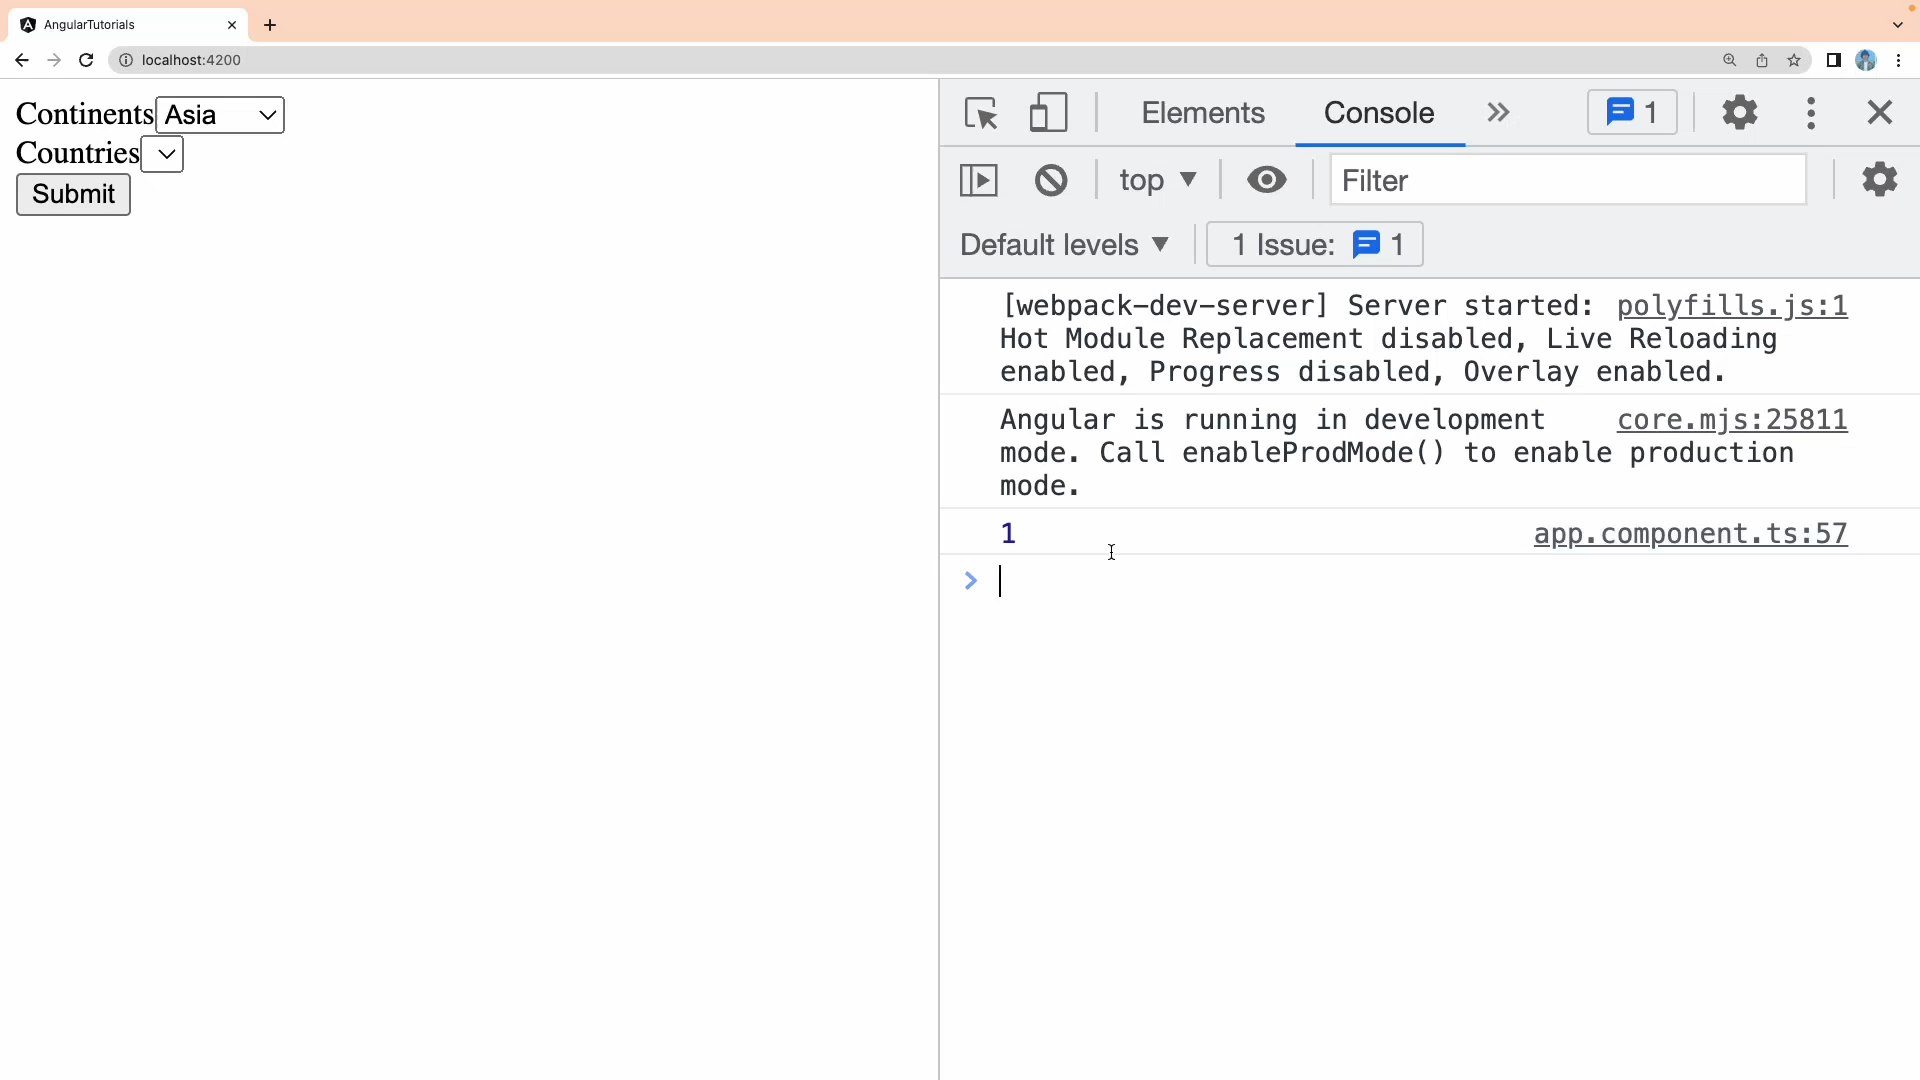 AngularTutorials
localhost:4200
Continents Asia
Countries
Submit
Elements Console 1
top Filter
Default levels 1 Issue: 1
[webpack-dev-server] Server started: polyfills.js:1
Hot Module Replacement disabled, Live Reloading
enabled, Progress disabled, Overlay enabled.
Angular is running in development core.mjs:25811
mode. Call enableProdMode() to enable production
mode.
1 app.component.ts:57